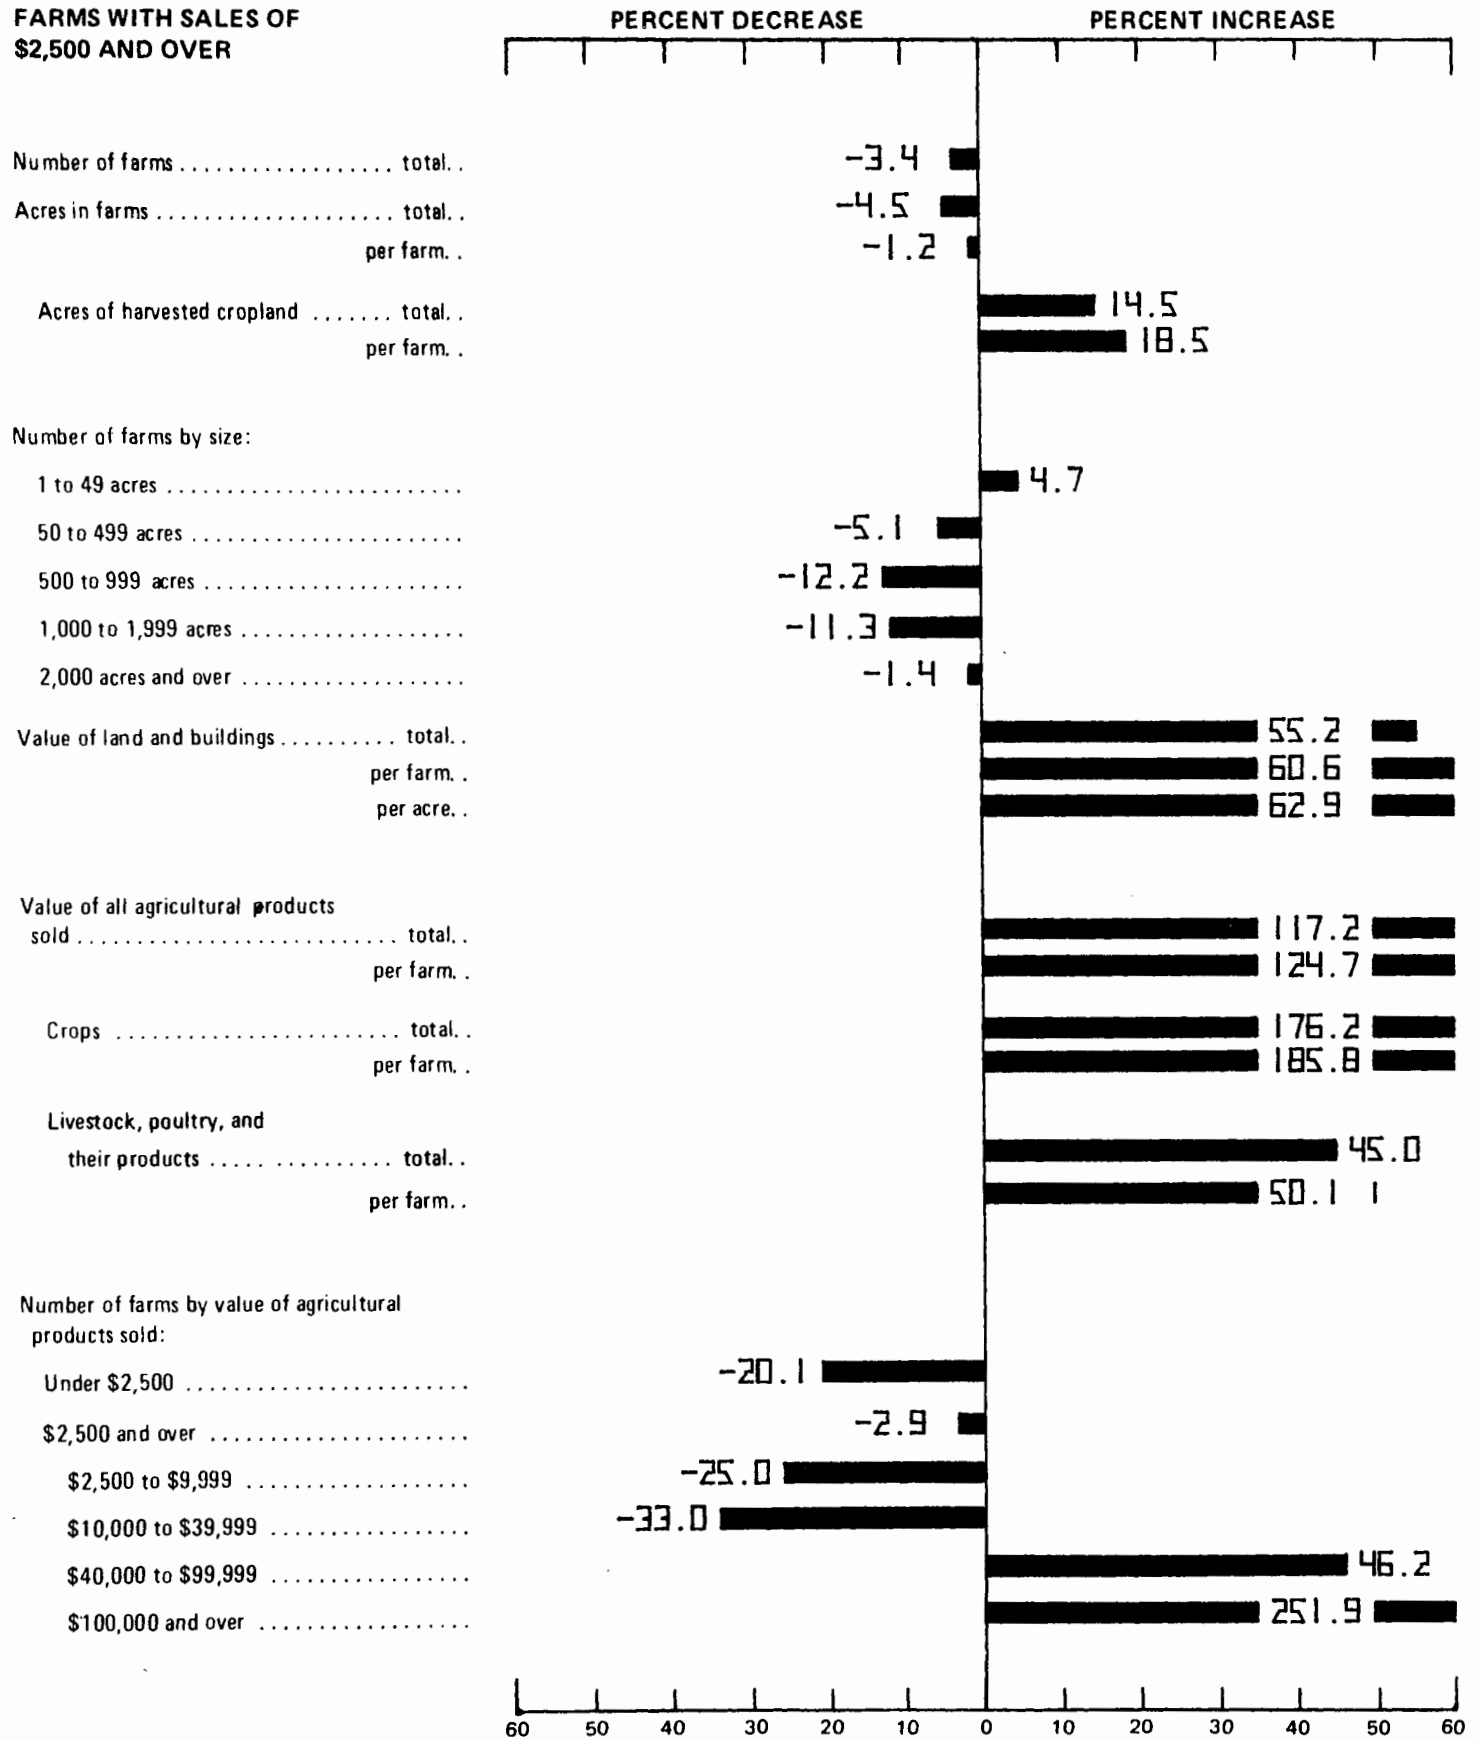 FARMS WITH SALES OF
$2,500 AND OVER
PERCENT DECREASE PERCENT INCREASE
Number of farms .................. total.. -3.4
Acres in farms .................... total.. -4.5
per farm.. -1.2
Acres of harvested cropland ....... total.. 14.5
per farm.. 18.5
Number of farms by size:
1 to 49 acres ......................... 4.7
50 to 499 acres ....................... -5.1
500 to 999 acres ...................... -12.2
1,000 to 1,999 acres ................... -11.3
2,000 acres and over ................... -1.4
Value of land and buildings .......... total.. 55.2
per farm.. 60.6
per acre.. 62.9
Value of all agricultural products
sold ........................... total.. 117.2
per farm.. 124.7
Crops ........................ total.. 176.2
per farm.. 185.8
Livestock, poultry, and
their products ..... .......... total.. 45.0
per farm.. 50.1
Number of farms by value of agricultural
products sold:
Under $2,500 ........................ -20.1
$2,500 and over ...................... -2.9
$2,500 to $9,999 ................... -25.0
$10,000 to $39,999 ................. -33.0
$40,000 to $99,999 ................. 46.2
$100,000 and over .................. 251.9
60 50 40 30 20 10 0 10 20 30 40 50 60